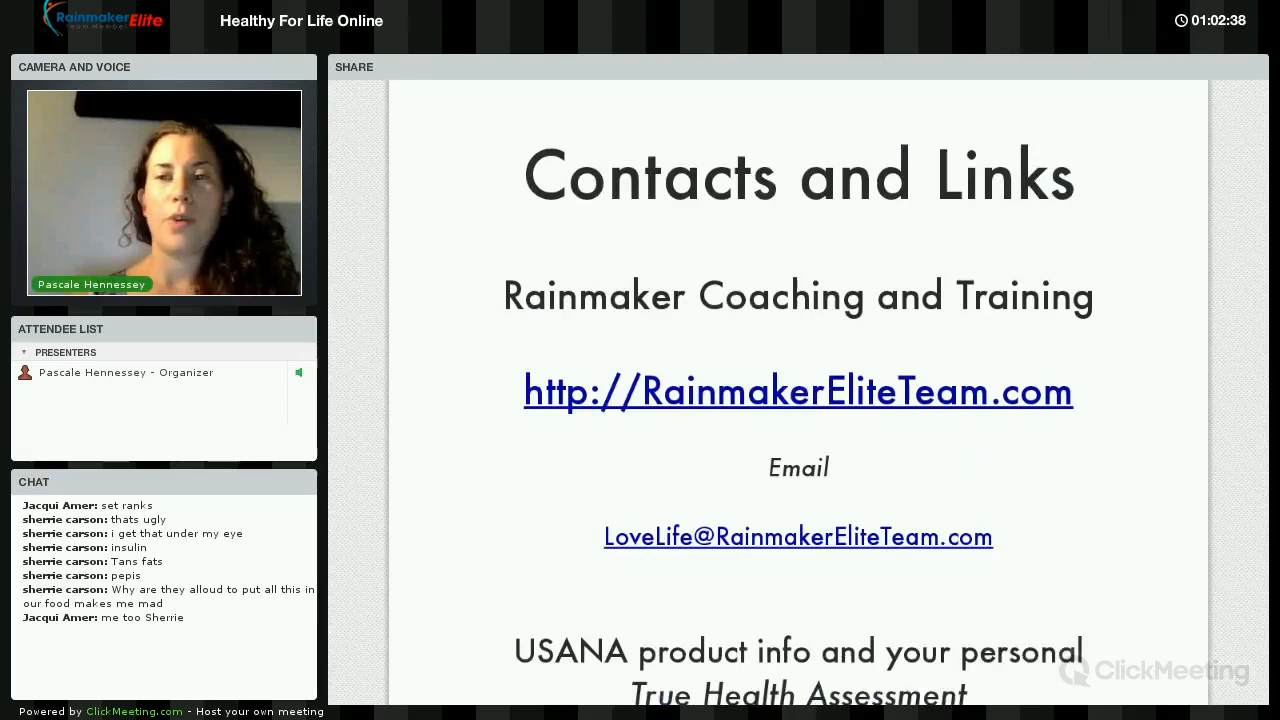 RainmakerElite
Team Member
Healthy For Life Online
01:02:38
CAMERA AND VOICE
Pascale Hennessey
ATTENDEE LIST
PRESENTERS
Pascale Hennessey - Organizer
CHAT
Jacqui Amer: set ranks
sherrie carson: thats ugly
sherrie carson: i get that under my eye
sherrie carson: insulin
sherrie carson: Tans fats
sherrie carson: pepis
sherrie carson: Why are they alloud to put all this in
our food makes me mad
Jacqui Amer: me too Sherrie
Powered by ClickMeeting.com - Host your own meeting
SHARE
Contacts and Links
Rainmaker Coaching and Training
http://RainmakerEliteTeam.com
Email
LoveLife@RainmakerEliteTeam.com
USANA product info and your personal
True Health Assessment
ClickMeeting